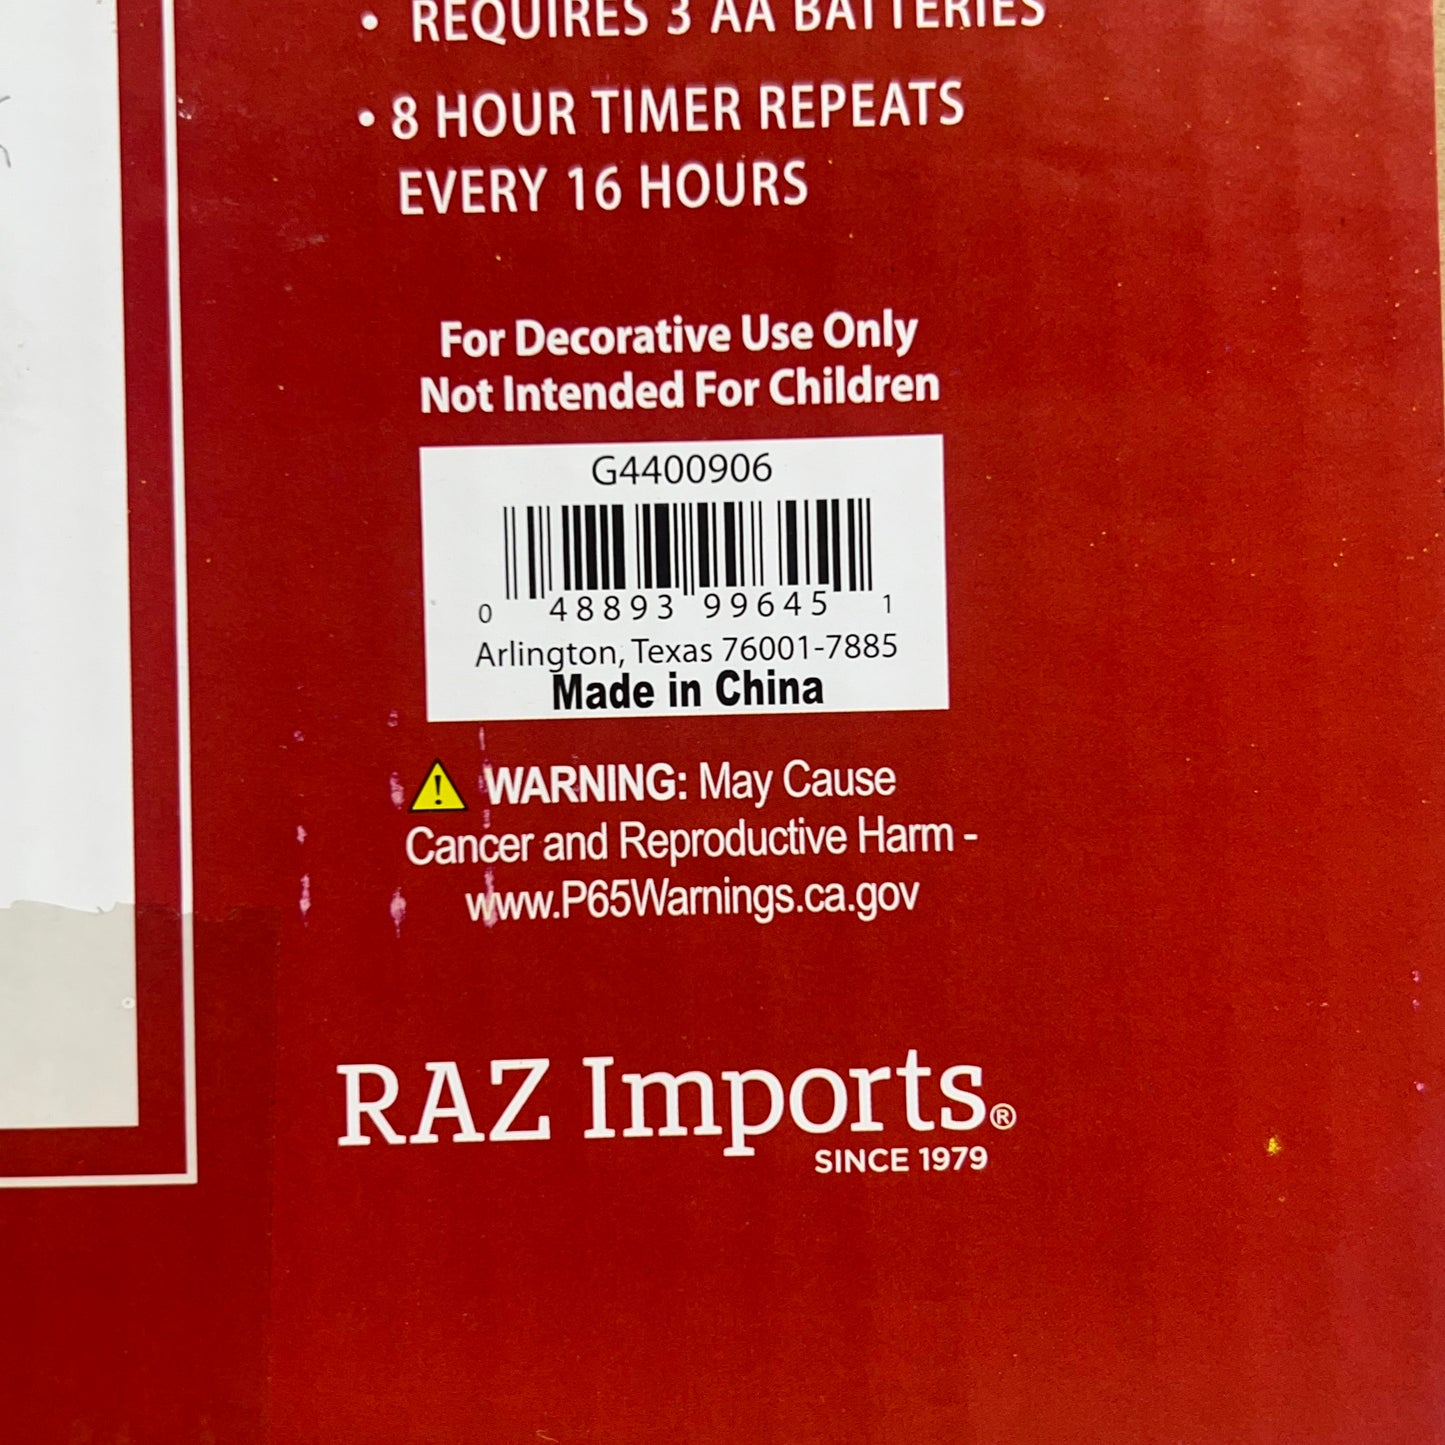 • REQUIRES 3 AA BATTERIES
• 8 HOUR TIMER REPEATS
EVERY 16 HOURS
For Decorative Use Only
Not Intended For Children
G4400906
0 48893 99645 1
Arlington, Texas 76001-7885
Made in China
! WARNING: May Cause
Cancer and Reproductive Harm -
www.P65Warnings.ca.gov
RAZ Imports®
SINCE 1979